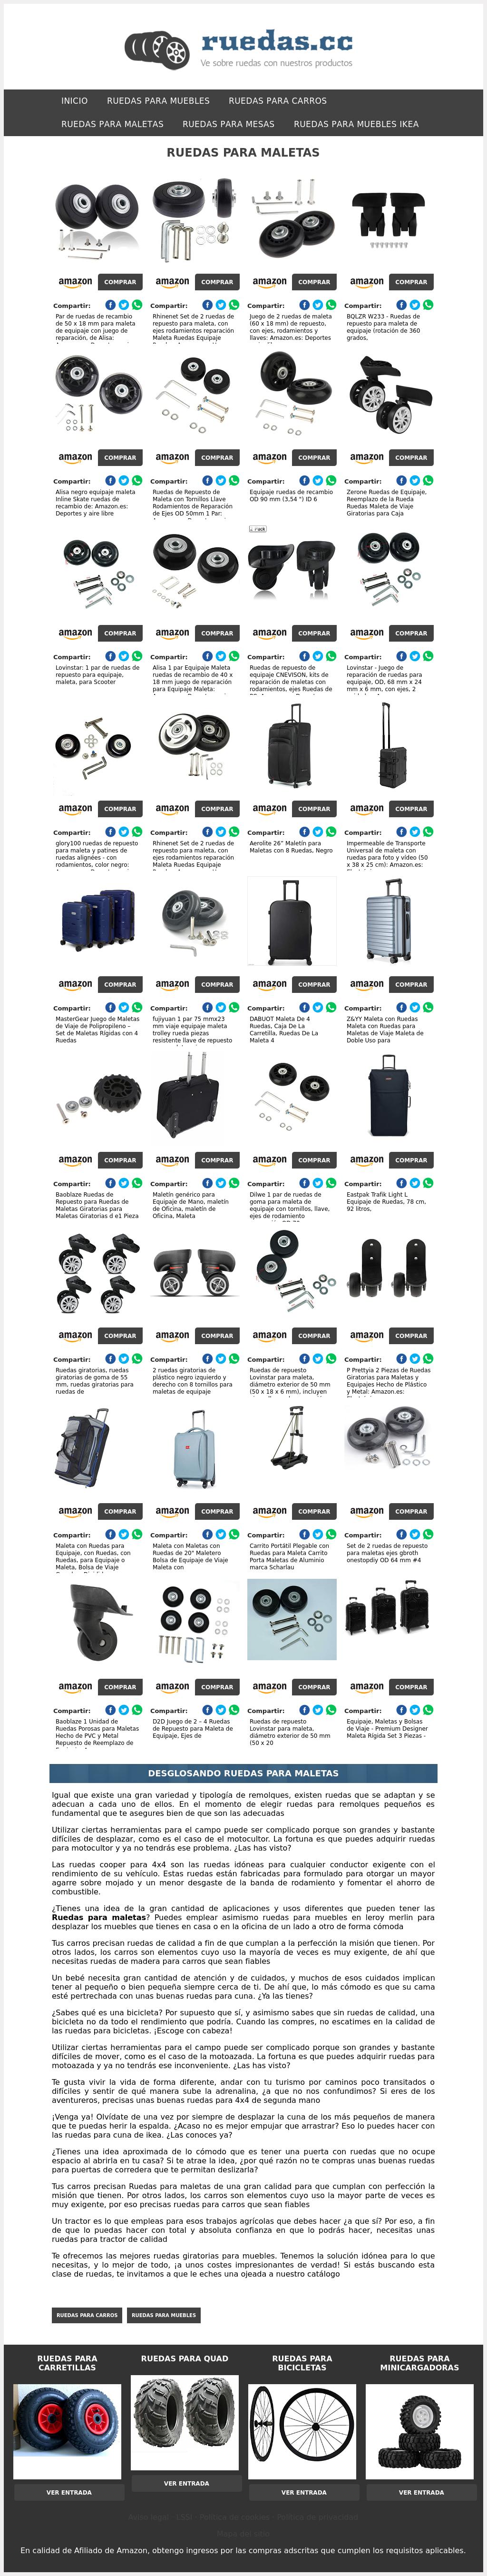 ruedas.cc
Ve sobre ruedas con nuestros productos
INICIO RUEDAS PARA MUEBLES RUEDAS PARA CARROS
RUEDAS PARA MALETAS RUEDAS PARA MESAS RUEDAS PARA MUEBLES IKEA
RUEDAS PARA MALETAS
amazon COMPRAR amazon COMPRAR amazon COMPRAR amazon COMPRAR
Compartir: Compartir: Compartir: Compartir:
Par de ruedas de recambio
de 50 x 18 mm para maleta
de equipaje con juego de
reparación, de Alisa:
Rhinenet Set de 2 ruedas de
repuesto para maleta, con
ejes rodamientos reparación
Maleta Ruedas Equipaje
Juego de 2 ruedas de maleta
(60 x 18 mm) de repuesto,
con ejes, rodamientos y
llaves: Amazon.es: Deportes
BQLZR W233 - Ruedas de
repuesto para maleta de
equipaje (rotación de 360
grados,
amazon COMPRAR amazon COMPRAR amazon COMPRAR amazon COMPRAR
Compartir: Compartir: Compartir: Compartir:
Alisa negro equipaje maleta
Inline Skate ruedas de
recambio de: Amazon.es:
Deportes y aire libre
Ruedas de Repuesto de
Maleta con Tornillos Llave
Rodamientos de Reparación
de Ejes OD 50mm 1 Par:
Equipaje ruedas de recambio
OD 90 mm (3,54 ") ID 6
Zerone Ruedas de Equipaje,
Reemplazo de la Rueda
Ruedas Maleta de Viaje
Giratorias para Caja
amazon COMPRAR amazon COMPRAR amazon COMPRAR amazon COMPRAR
Compartir: Compartir: Compartir: Compartir:
Lovinstar: 1 par de ruedas de
repuesto para equipaje,
maleta, para Scooter
Alisa 1 par Equipaje Maleta
ruedas de recambio de 40 x
18 mm juego de reparación
para Equipaje Maleta:
Ruedas de repuesto de
equipaje CNEVISON, kits de
reparación de maletas con
rodamientos, ejes Ruedas de
Lovinstar - Juego de
reparación de ruedas para
equipaje, OD, 68 mm x 24
mm x 6 mm, con ejes, 2
amazon COMPRAR amazon COMPRAR amazon COMPRAR amazon COMPRAR
Compartir: Compartir: Compartir: Compartir:
glory100 ruedas de repuesto
para maleta y patines de
ruedas alignées - con
rodamientos, color negro:
Rhinenet Set de 2 ruedas de
repuesto para maleta, con
ejes rodamientos reparación
Maleta Ruedas Equipaje
Aerolite 26” Maletín para
Maletas con 8 Ruedas, Negro
Impermeable de Transporte
Universal de maleta con
ruedas para foto y vídeo (50
x 38 x 25 cm): Amazon.es:
amazon COMPRAR amazon COMPRAR amazon COMPRAR amazon COMPRAR
Compartir: Compartir: Compartir: Compartir:
MasterGear Juego de Maletas
de Viaje de Polipropileno –
Set de Maletas Rígidas con 4
Ruedas
fujiyuan 1 par 75 mmx23
mm viaje equipaje maleta
trolley rueda piezas
resistente llave de repuesto
DABUOT Maleta De 4
Ruedas, Caja De La
Carretilla, Ruedas De La
Maleta 4
Z&YY Maleta con Ruedas
Maleta con Ruedas para
Maletas de Viaje Maleta de
Doble Uso para
amazon COMPRAR amazon COMPRAR amazon COMPRAR amazon COMPRAR
Compartir: Compartir: Compartir: Compartir:
Baoblaze Ruedas de
Repuesto para Ruedas de
Maletas Giratorias para
Maletas Giratorias d e1 Pieza
Maletín genérico para
Equipaje de Mano, maletín
de Oficina, maletín de
Oficina, Maleta
Dilwe 1 par de ruedas de
goma para maleta de
equipaje con tornillos, llave,
ejes de rodamiento
Eastpak Trafik Light L
Equipaje de Ruedas, 78 cm,
92 litros,
amazon COMPRAR amazon COMPRAR amazon COMPRAR amazon COMPRAR
Compartir: Compartir: Compartir: Compartir:
Ruedas giratorias, ruedas
giratorias de goma de 55
mm, ruedas giratorias para
ruedas de
2 ruedas giratorias de
plástico negro izquierdo y
derecho con 8 tornillos para
maletas de equipaje
Ruedas de repuesto
Lovinstar para maleta,
diámetro exterior de 50 mm
(50 x 18 x 6 mm), incluyen
P Prettyia 2 Piezas de Ruedas
Giratorias para Maletas y
Equipajes Hecho de Plástico
y Metal: Amazon.es:
amazon COMPRAR amazon COMPRAR amazon COMPRAR amazon COMPRAR
Compartir: Compartir: Compartir: Compartir:
Maleta con Ruedas para
Equipaje, con Ruedas, con
Ruedas, para Equipaje o
Maleta, Bolsa de Viaje
Maleta con Maletas con
Ruedas de 20" Maletero
Bolsa de Equipaje de Viaje
Maleta con
Carrito Portátil Plegable con
Ruedas para Maleta Carrito
Porta Maletas de Aluminio
marca Scharlau
Set de 2 ruedas de repuesto
para maletas ejes gbroth
onestopdiy OD 64 mm #4
amazon COMPRAR amazon COMPRAR amazon COMPRAR amazon COMPRAR
Compartir: Compartir: Compartir: Compartir:
Baoblaze 1 Unidad de
Ruedas Porosas para Maletas
Hecho de PVC y Metal
Repuesto de Reemplazo de
D2D Juego de 2 – 4 Ruedas
de Repuesto para Maleta de
Equipaje, Ejes de
Ruedas de repuesto
Lovinstar para maleta,
diámetro exterior de 50 mm
(50 x 20
Equipaje, Maletas y Bolsas
de Viaje - Premium Designer
Maleta Rígida Set 3 Piezas -
DESGLOSANDO RUEDAS PARA MALETAS
Igual que existe una gran variedad y tipología de remolques, existen ruedas que se adaptan y se
adecuan a cada uno de ellos. En el momento de elegir ruedas para remolques pequeños es
fundamental que te asegures bien de que son las adecuadas
Utilizar ciertas herramientas para el campo puede ser complicado porque son grandes y bastante
difíciles de desplazar, como es el caso de el motocultor. La fortuna es que puedes adquirir ruedas
para motocultor y ya no tendrás ese problema. ¿Las has visto?
Las ruedas cooper para 4x4 son las ruedas idóneas para cualquier conductor exigente con el
rendimiento de su vehículo. Estas ruedas están fabricadas para formulado para otorgar un mayor
agarre sobre mojado y un menor desgaste de la banda de rodamiento y fomentar el ahorro de
combustible.
¿Tienes una idea de la gran cantidad de aplicaciones y usos diferentes que pueden tener las
Ruedas para maletas? Puedes emplear asimismo ruedas para muebles en leroy merlin para
desplazar los muebles que tienes en casa o en la oficina de un lado a otro de forma cómoda
Tus carros precisan ruedas de calidad a fin de que cumplan a la perfección la misión que tienen. Por
otros lados, los carros son elementos cuyo uso la mayoría de veces es muy exigente, de ahí que
necesitas ruedas de madera para carros que sean fiables
Un bebé necesita gran cantidad de atención y de cuidados, y muchos de esos cuidados implican
tener al pequeño o bien pequeña siempre cerca de ti. De ahí que, lo más cómodo es que su cama
esté pertrechada con unas buenas ruedas para cuna. ¿Ya las tienes?
¿Sabes qué es una bicicleta? Por supuesto que sí, y asimismo sabes que sin ruedas de calidad, una
bicicleta no da todo el rendimiento que podría. Cuando las compres, no escatimes en la calidad de
las ruedas para bicicletas. ¡Escoge con cabeza!
Utilizar ciertas herramientas para el campo puede ser complicado porque son grandes y bastante
difíciles de mover, como es el caso de la motoazada. La fortuna es que puedes adquirir ruedas para
motoazada y ya no tendrás ese inconveniente. ¿Las has visto?
Te gusta vivir la vida de forma diferente, andar con tu turismo por caminos poco transitados o
difíciles y sentir de qué manera sube la adrenalina, ¿a que no nos confundimos? Si eres de los
aventureros, precisas unas buenas ruedas para 4x4 de segunda mano
¡Venga ya! Olvídate de una vez por siempre de desplazar la cuna de los más pequeños de manera
que te puedas herir la espalda. ¿Acaso no es mejor empujar que arrastrar? Eso lo puedes hacer con
las ruedas para cuna de ikea. ¿Las conoces ya?
¿Tienes una idea aproximada de lo cómodo que es tener una puerta con ruedas que no ocupe
espacio al abrirla en tu casa? Si te atrae la idea, ¿por qué razón no te compras unas buenas ruedas
para puertas de corredera que te permitan deslizarla?
Tus carros precisan Ruedas para maletas de una gran calidad para que cumplan con perfección la
misión que tienen. Por otros lados, los carros son elementos cuyo uso la mayor parte de veces es
muy exigente, por eso precisas ruedas para carros que sean fiables
Un tractor es lo que empleas para esos trabajos agrícolas que debes hacer ¿a que sí? Por eso, a fin
de que lo puedas hacer con total y absoluta confianza en que lo podrás hacer, necesitas unas
ruedas para tractor de calidad
Te ofrecemos las mejores ruedas giratorias para muebles. Tenemos la solución idónea para lo que
necesitas, y lo mejor de todo, ¡a unos costes impresionantes de verdad! Si estás buscando esta
clase de ruedas, te invitamos a que le eches una ojeada a nuestro catálogo
RUEDAS PARA CARROS RUEDAS PARA MUEBLES
RUEDAS PARA CARRETILLAS
RUEDAS PARA QUAD
RUEDAS PARA BICICLETAS
RUEDAS PARA MINICARGADORAS
VER ENTRADA VER ENTRADA VER ENTRADA VER ENTRADA
En calidad de Afiliado de Amazon, obtengo ingresos por las compras adscritas que cumplen los requisitos aplicables.